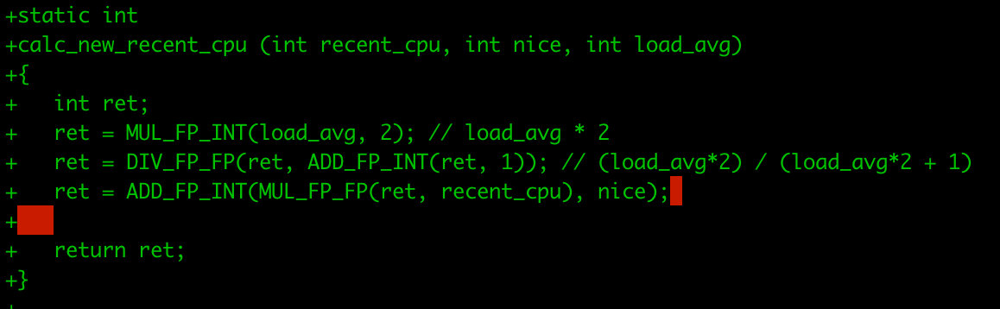 +static int
+calc_new_recent_cpu (int recent_cpu, int nice, int load_avg)
+{
+   int ret;
+   ret = MUL_FP_INT(load_avg, 2); // load_avg * 2
+   ret = DIV_FP_FP(ret, ADD_FP_INT(ret, 1)); // (load_avg*2) / (load_avg*2 + 1)
+   ret = ADD_FP_INT(MUL_FP_FP(ret, recent_cpu), nice);
+
+   return ret;
+}
+